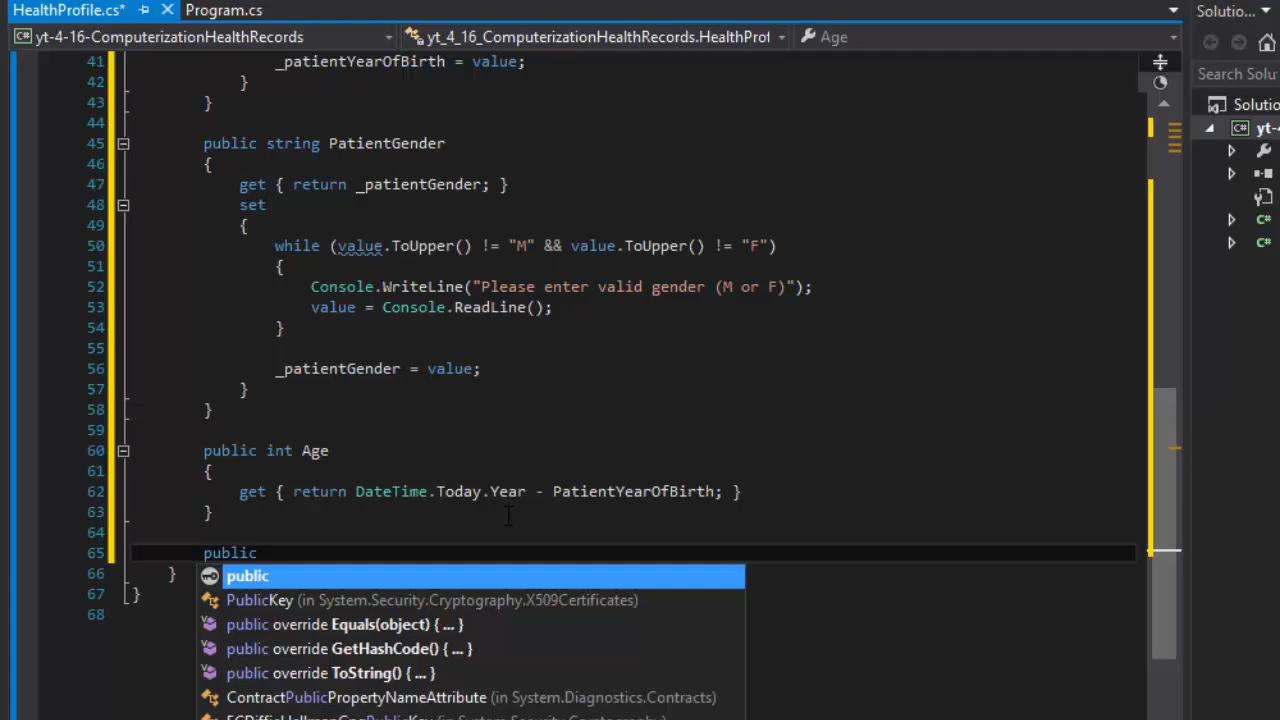 HealthProfile.cs* Program.cs Solutio...
yt-4-16-ComputerizationHealthRecords yt_4_16_ComputerizationHealthRecords.HealthProf Age
Search Solu
Solutio
yt-4
41 _patientYearOfBirth = value;
42 }
43 }
44
45 public string PatientGender
46 {
47 get { return _patientGender; }
48 set
49 {
50 while (value.ToUpper() != "M" && value.ToUpper() != "F")
51 {
52 Console.WriteLine("Please enter valid gender (M or F)");
53 value = Console.ReadLine();
54 }
55
56 _patientGender = value;
57 }
58 }
59
60 public int Age
61 {
62 get { return DateTime.Today.Year - PatientYearOfBirth; }
63 }
64
65 public
66 }
67 }
68
public
PublicKey (in System.Security.Cryptography.X509Certificates)
public override Equals(object) { ... }
public override GetHashCode() { ... }
public override ToString() { ... }
ContractPublicPropertyNameAttribute (in System.Diagnostics.Contracts)